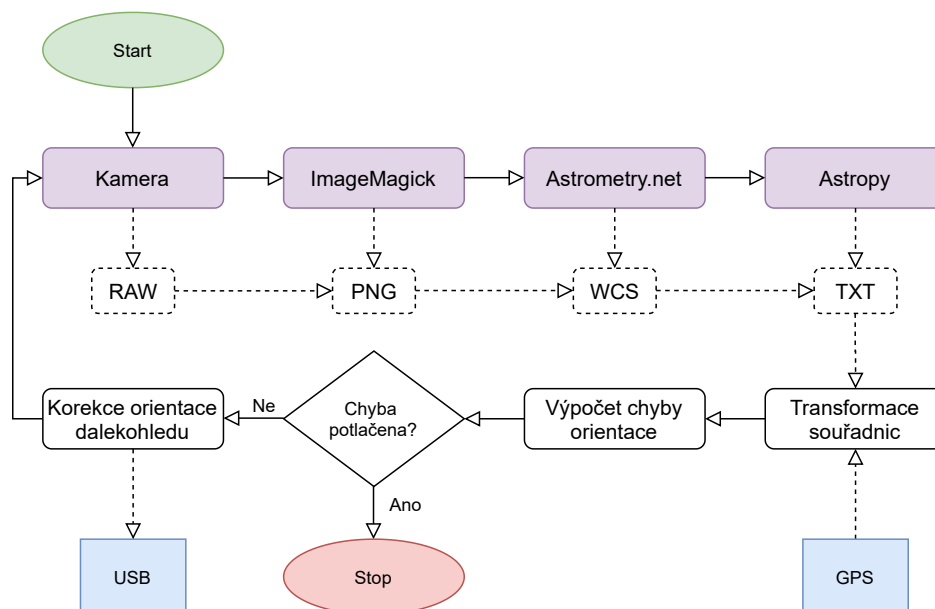 Start
Kamera
ImageMagick
Astrometry.net
Astropy
RAW
PNG
WCS
TXT
Korekce orientace
dalekohledu
Ne
Chyba
potlačena?
Výpočet chyby
orientace
Transformace
souřadnic
Ano
USB
Stop
GPS